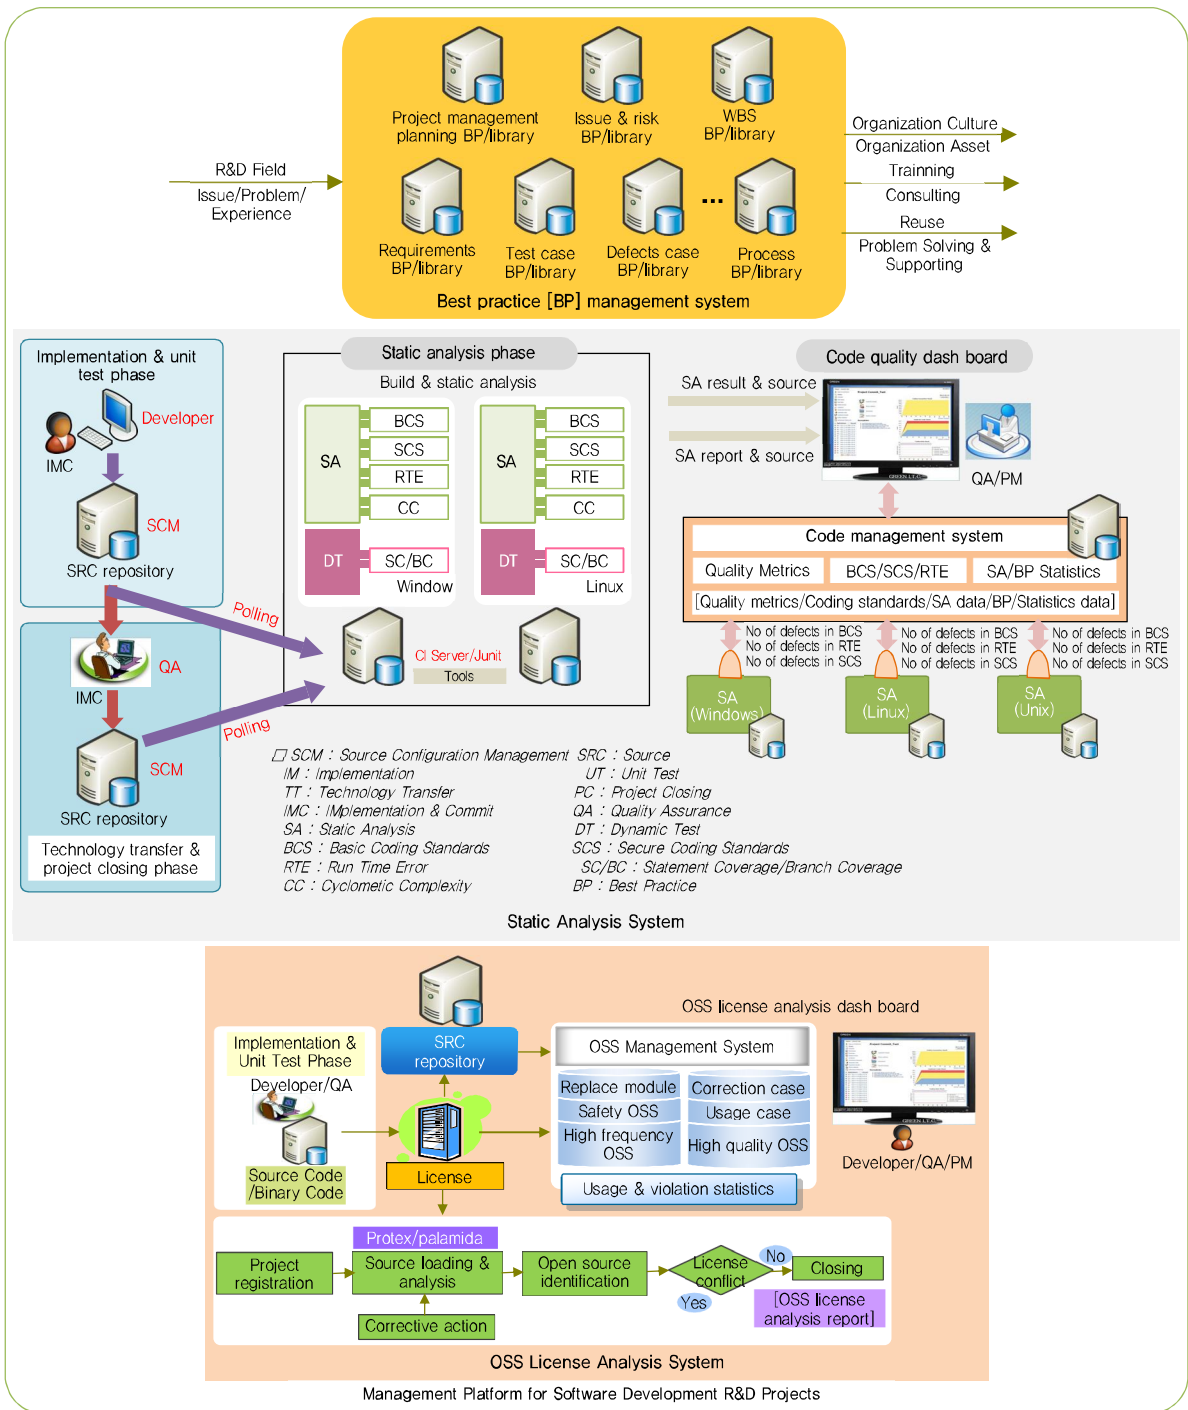 Project management
planning BP/library
Issue & risk
BP/library
WBS
BP/library
R&D Field
Issue/Problem/
Experience
Organization Culture
Organization Asset
Trainning
Consulting
Reuse
Problem Solving &
Supporting
...
Requirements
BP/library
Test case
BP/library
Defects case
BP/library
Process
BP/library
Best practice [BP] management system
Implementation & unit
test phase
Developer
IMC
SCM
SRC repository
Polling
QA
IMC
Polling
SCM
SRC repository
Technology transfer &
project closing phase
Static analysis phase
Build & static analysis
SA
BCS
SCS
RTE
CC
DT
SC/BC
Window
SA
BCS
SCS
RTE
CC
DT
SC/BC
Linux
CI Server/Junit
Tools
SA result & source
SA report & source
Code quality dash board
QA/PM
Code management system
Quality Metrics
BCS/SCS/RTE
SA/BP Statistics
[Quality metrics/Coding standards/SA data/BP/Statistics data]
No of defects in BCS
No of defects in RTE
No of defects in SCS
No of defects in BCS
No of defects in RTE
No of defects in SCS
No of defects in BCS
No of defects in RTE
No of defects in SCS
SA
(Windows)
SA
(Linux)
SA
(Unix)
□ SCM : Source Configuration Management SRC : Source
IM : Implementation UT : Unit Test
TT : Technology Transfer PC : Project Closing
IMC : IMplementation & Commit QA : Quality Assurance
SA : Static Analysis DT : Dynamic Test
BCS : Basic Coding Standards SCS : Secure Coding Standards
RTE : Run Time Error SC/BC : Statement Coverage/Branch Coverage
CC : Cyclometic Complexity BP : Best Practice
Static Analysis System
OSS license analysis dash board
Implementation &
Unit Test Phase
Developer/QA
Source Code
/Binary Code
SRC
repository
License
OSS Management System
Replace module
Safety OSS
High frequency
OSS
Correction case
Usage case
High quality OSS
Usage & violation statistics
Developer/QA/PM
Protex/palamida
Project
registration
Source loading &
analysis
Open source
identification
License
conflict
No
Yes
Closing
[OSS license
analysis report]
Corrective action
OSS License Analysis System
Management Platform for Software Development R&D Projects